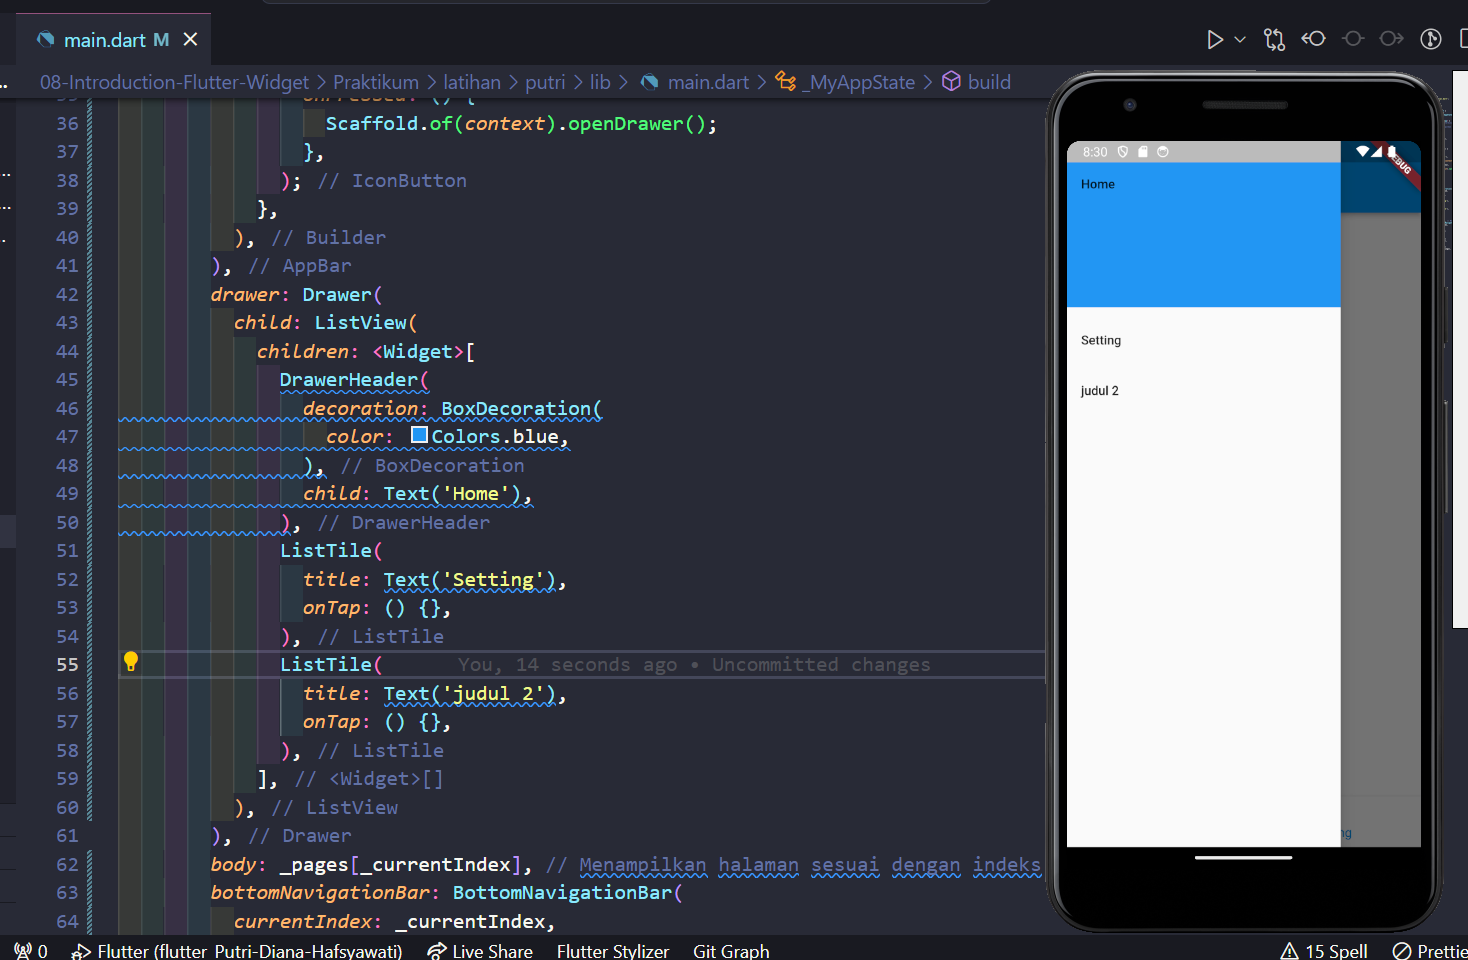 main.dart M
08-Introduction-Flutter-Widget > Praktikum > latihan > putri > lib > main.dart > _MyAppState > build
onPressed: () {
36 Scaffold.of(context).openDrawer();
37 },
38 ); // IconButton
39 },
40 ), // Builder
41 ), // AppBar
42 drawer: Drawer(
43 child: ListView(
44 children: <Widget>[
45 DrawerHeader(
46 decoration: BoxDecoration(
47 color: Colors.blue,
48 ), // BoxDecoration
49 child: Text('Home'),
50 ), // DrawerHeader
51 ListTile(
52 title: Text('Setting'),
53 onTap: () {},
54 ), // ListTile
55 ListTile( You, 14 seconds ago • Uncommitted changes
56 title: Text('judul 2'),
57 onTap: () {},
58 ), // ListTile
59 ], // <Widget>[]
60 ), // ListView
61 ), // Drawer
62 body: _pages[_currentIndex], // Menampilkan halaman sesuai dengan indeks
63 bottomNavigationBar: BottomNavigationBar(
64 currentIndex: _currentIndex,
8:30
Home
Setting
judul 2
ng
0 Flutter (flutter Putri-Diana-Hafsyawati) Live Share Flutter Stylizer Git Graph 15 Spell Prettie